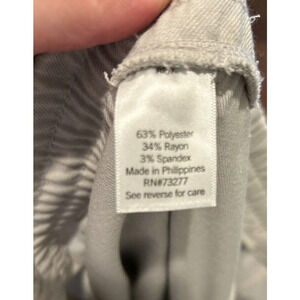 63% Polyester
34% Rayon
3% Spandex
Made in Philippines
RN#73277
See reverse for care